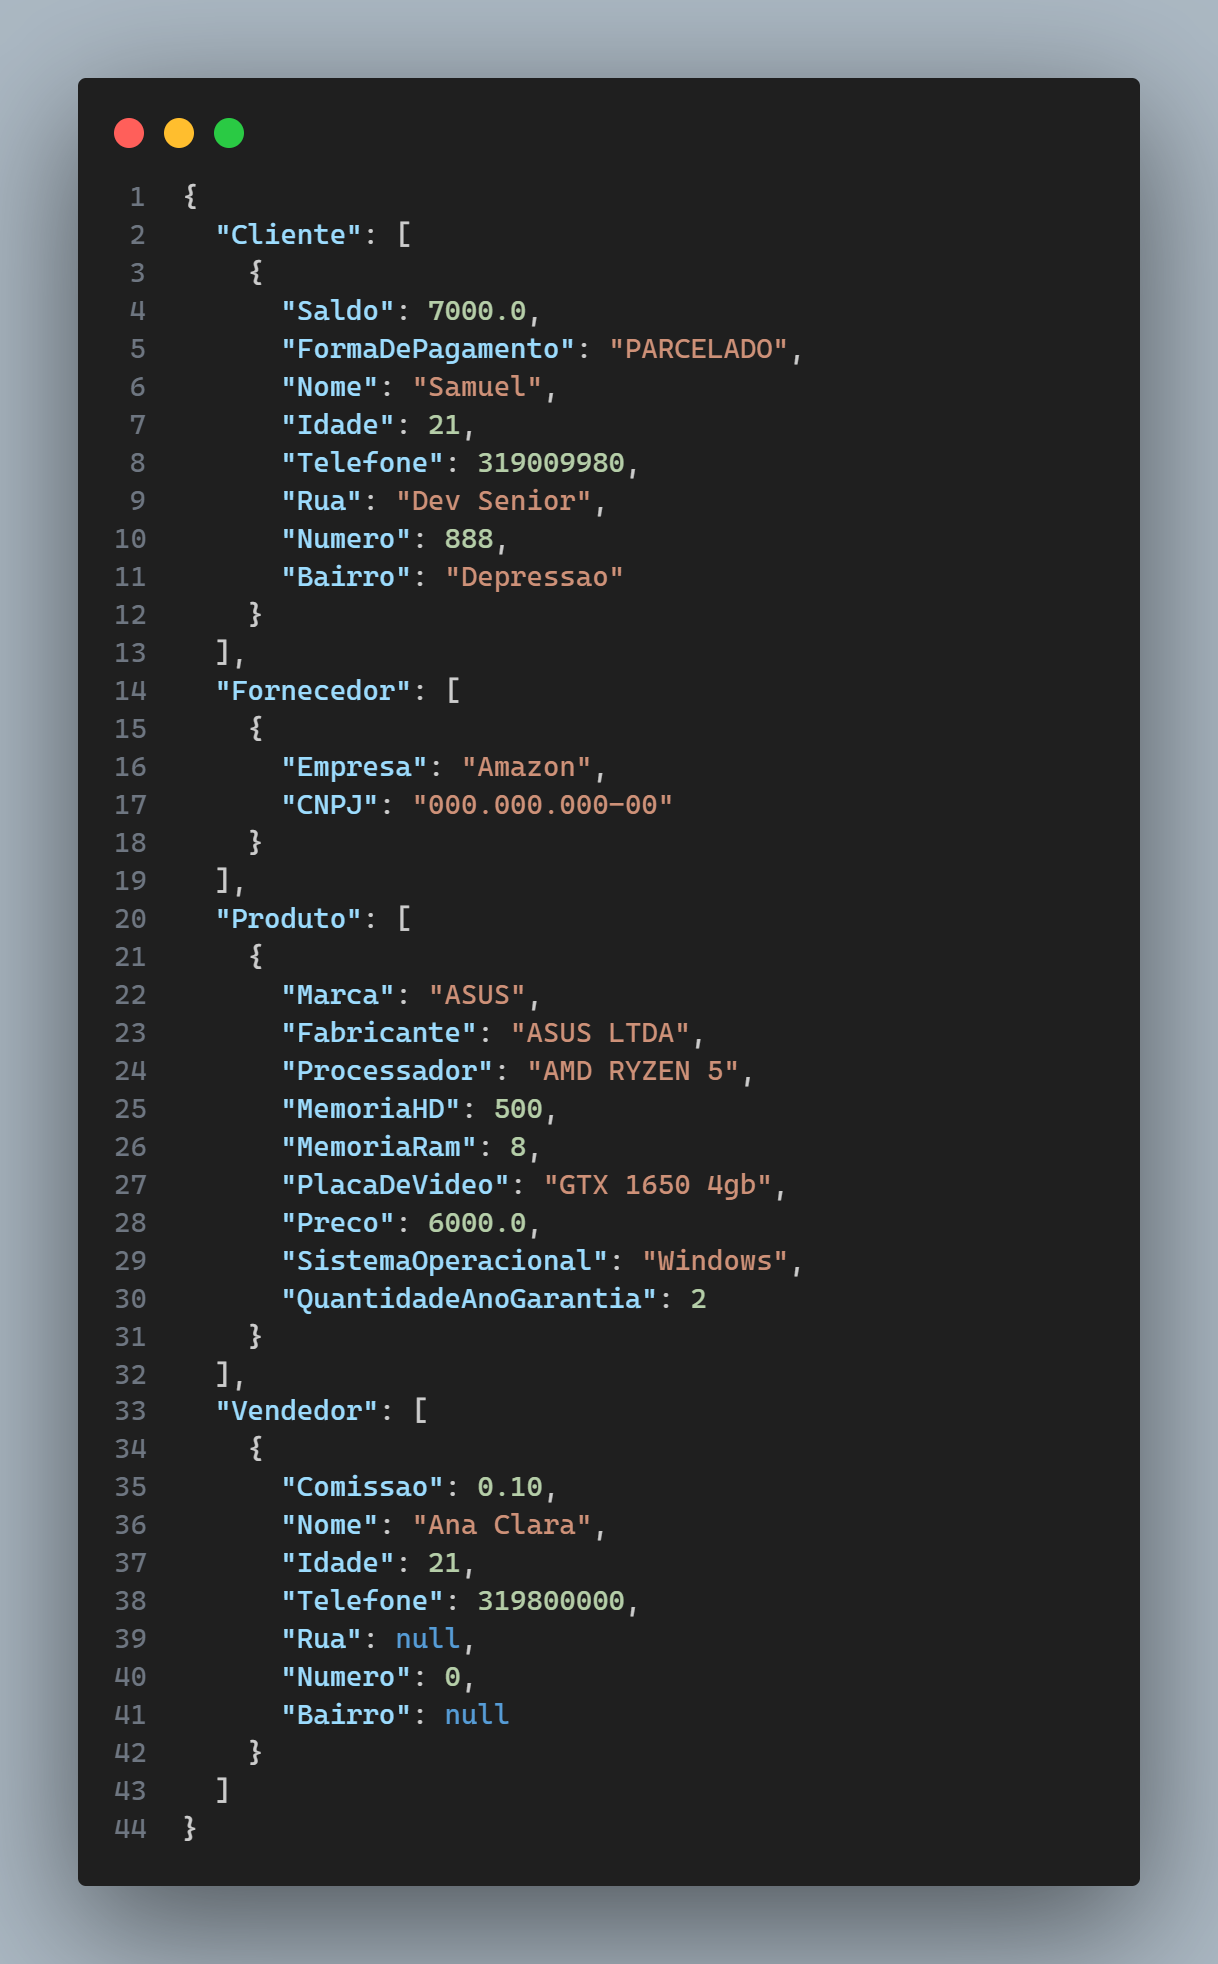 1 {
2   "Cliente": [
3     {
4       "Saldo": 7000.0,
5       "FormaDePagamento": "PARCELADO",
6       "Nome": "Samuel",
7       "Idade": 21,
8       "Telefone": 319009980,
9       "Rua": "Dev Senior",
10       "Numero": 888,
11       "Bairro": "Depressao"
12     }
13   ],
14   "Fornecedor": [
15     {
16       "Empresa": "Amazon",
17       "CNPJ": "000.000.000-00"
18     }
19   ],
20   "Produto": [
21     {
22       "Marca": "ASUS",
23       "Fabricante": "ASUS LTDA",
24       "Processador": "AMD RYZEN 5",
25       "MemoriaHD": 500,
26       "MemoriaRam": 8,
27       "PlacaDeVideo": "GTX 1650 4gb",
28       "Preco": 6000.0,
29       "SistemaOperacional": "Windows",
30       "QuantidadeAnoGarantia": 2
31     }
32   ],
33   "Vendedor": [
34     {
35       "Comissao": 0.10,
36       "Nome": "Ana Clara",
37       "Idade": 21,
38       "Telefone": 319800000,
39       "Rua": null,
40       "Numero": 0,
41       "Bairro": null
42     }
43   ]
44 }